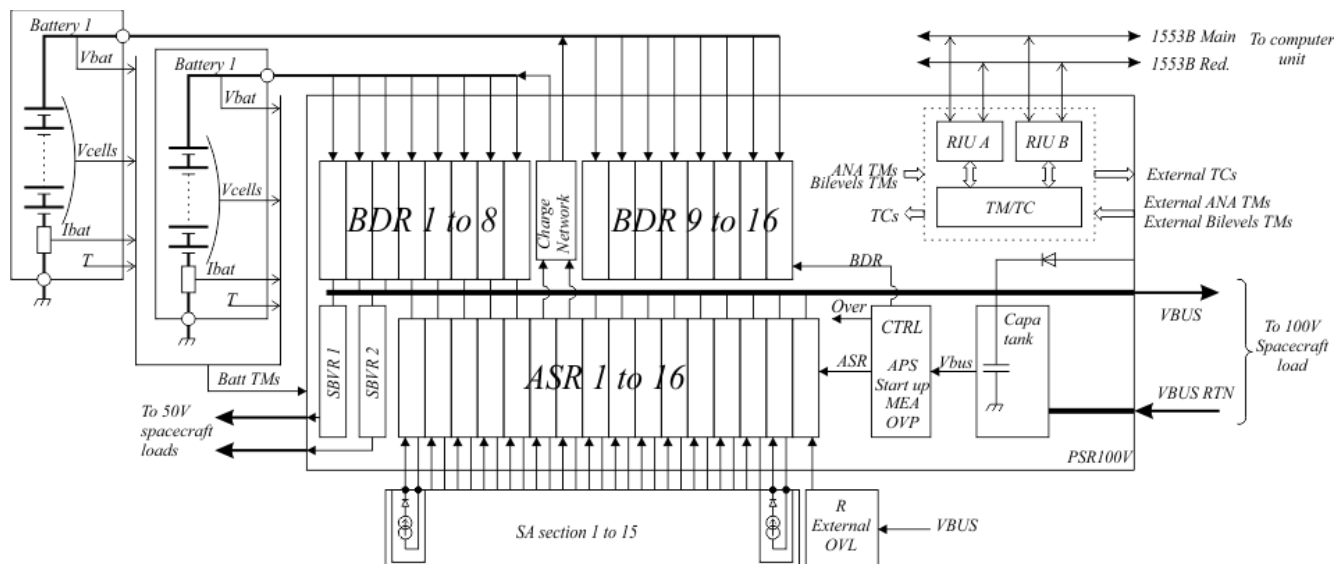 Battery 1
Vbat
Vcells
Ibat
T
Battery 1
Vbat
Vcells
Ibat
T
Batt TMs
1553B Main
1553B Red.
To computer
unit
RIU A
RIU B
TM/TC
ANA TMs
Bilevels TMs
TCs
External TCs
External ANA TMs
External Bilevels TMs
BDR 1 to 8
Charge
Network
BDR 9 to 16
BDR
VBUS
SBVR 1
SBVR 2
ASR 1 to 16
Over
ASR
CTRL
APS
Start up
MEA
OVP
Vbus
Capa
tank
To 100V
Spacecraft
load
VBUS RTN
To 50V
spacecraft
loads
PSR100V
SA section 1 to 15
R
External
OVL
VBUS